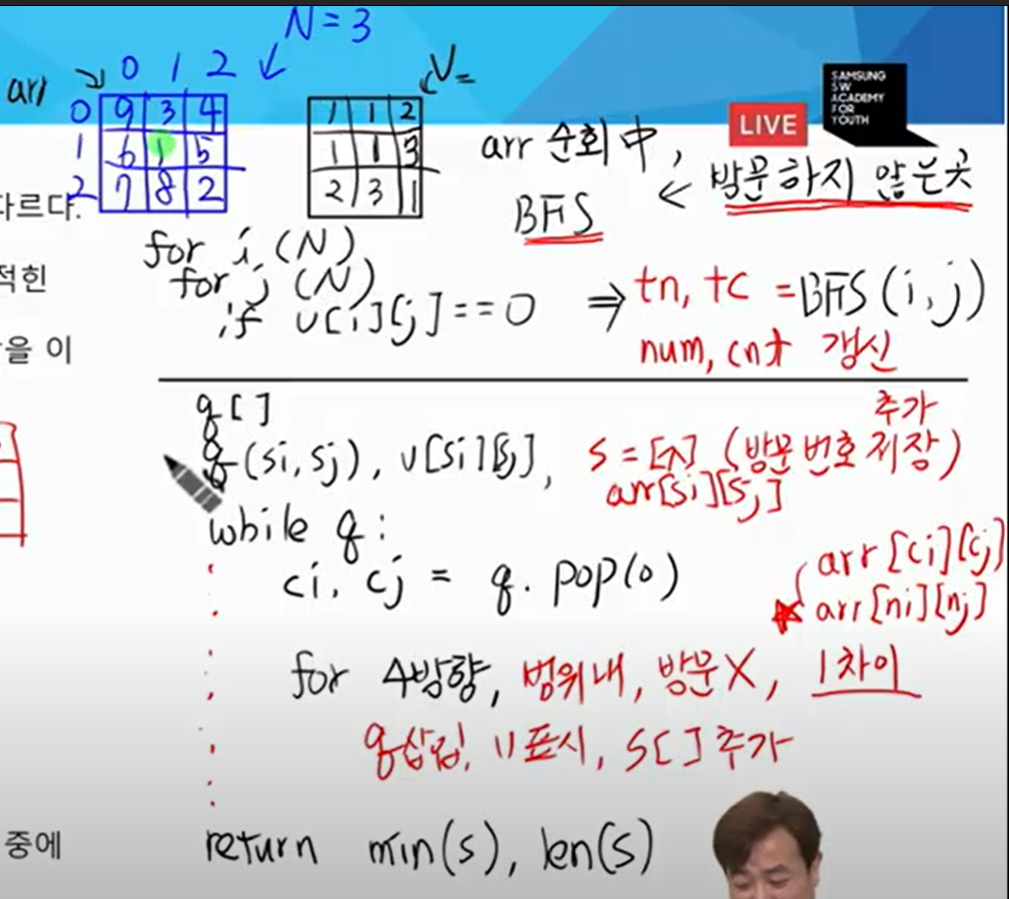 N = 3
arr
0 1 2
0 9 3 4
1 6 1 5
2 7 8 2
V=
1 1 2
1 1 3
2 3 1
LIVE
SAMSUNG
SW
ACADEMY
FOR
YOUTH
arr 순회中,
BFS ← 방문하지 않은곳
다르다.
적힌
을 이
for i (N)
for j (N)
if v[i][j]==0 ⇒ tn, tc = BFS(i,j)
num, cnt 갱신
q[]
q(si,sj), v[si][sj], s=[] (방문번호 저장)
추가
arr[si][sj]
while q:
ci, cj = q. pop(0)
arr[ci][cj]
arr[ni][nj]
for 4방향, 범위내, 방문X, 1차이
q삽입, v표시, s[]추가
return min(s), len(s)
중에